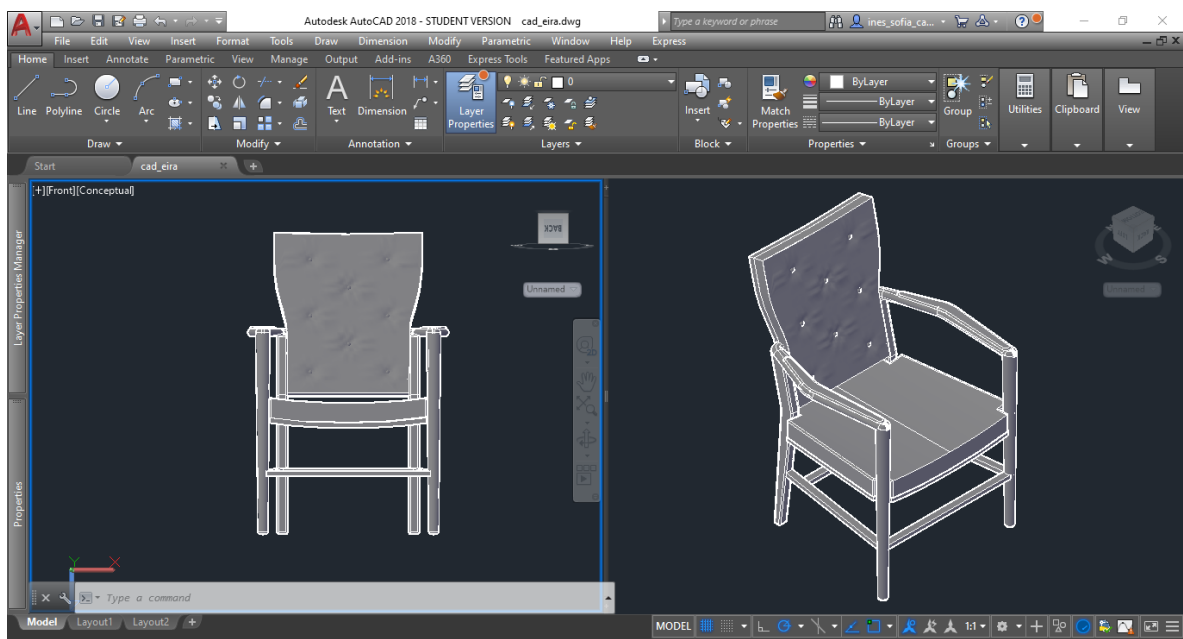 Autodesk AutoCAD 2018 - STUDENT VERSION cad_eira.dwg
Type a keyword or phrase
ines_sofia_ca...
File Edit View Insert Format Tools Draw Dimension Modify Parametric Window Help Express
Home Insert Annotate Parametric View Manage Output Add-ins A360 Express Tools Featured Apps
Line Polyline Circle Arc
Text Dimension
Layer
Properties
0
Insert
Match
Properties
ByLayer
ByLayer
ByLayer
Group
Utilities
Clipboard
View
Draw Modify Annotation Layers Block Properties Groups
Start cad_eira
[+][Front][Conceptual]
BACK
Unnamed
Unnamed
W
S
Layer Properties Manager
Properties
2D
Y X
Type a command
Model Layout1 Layout2 +
MODEL
1:1